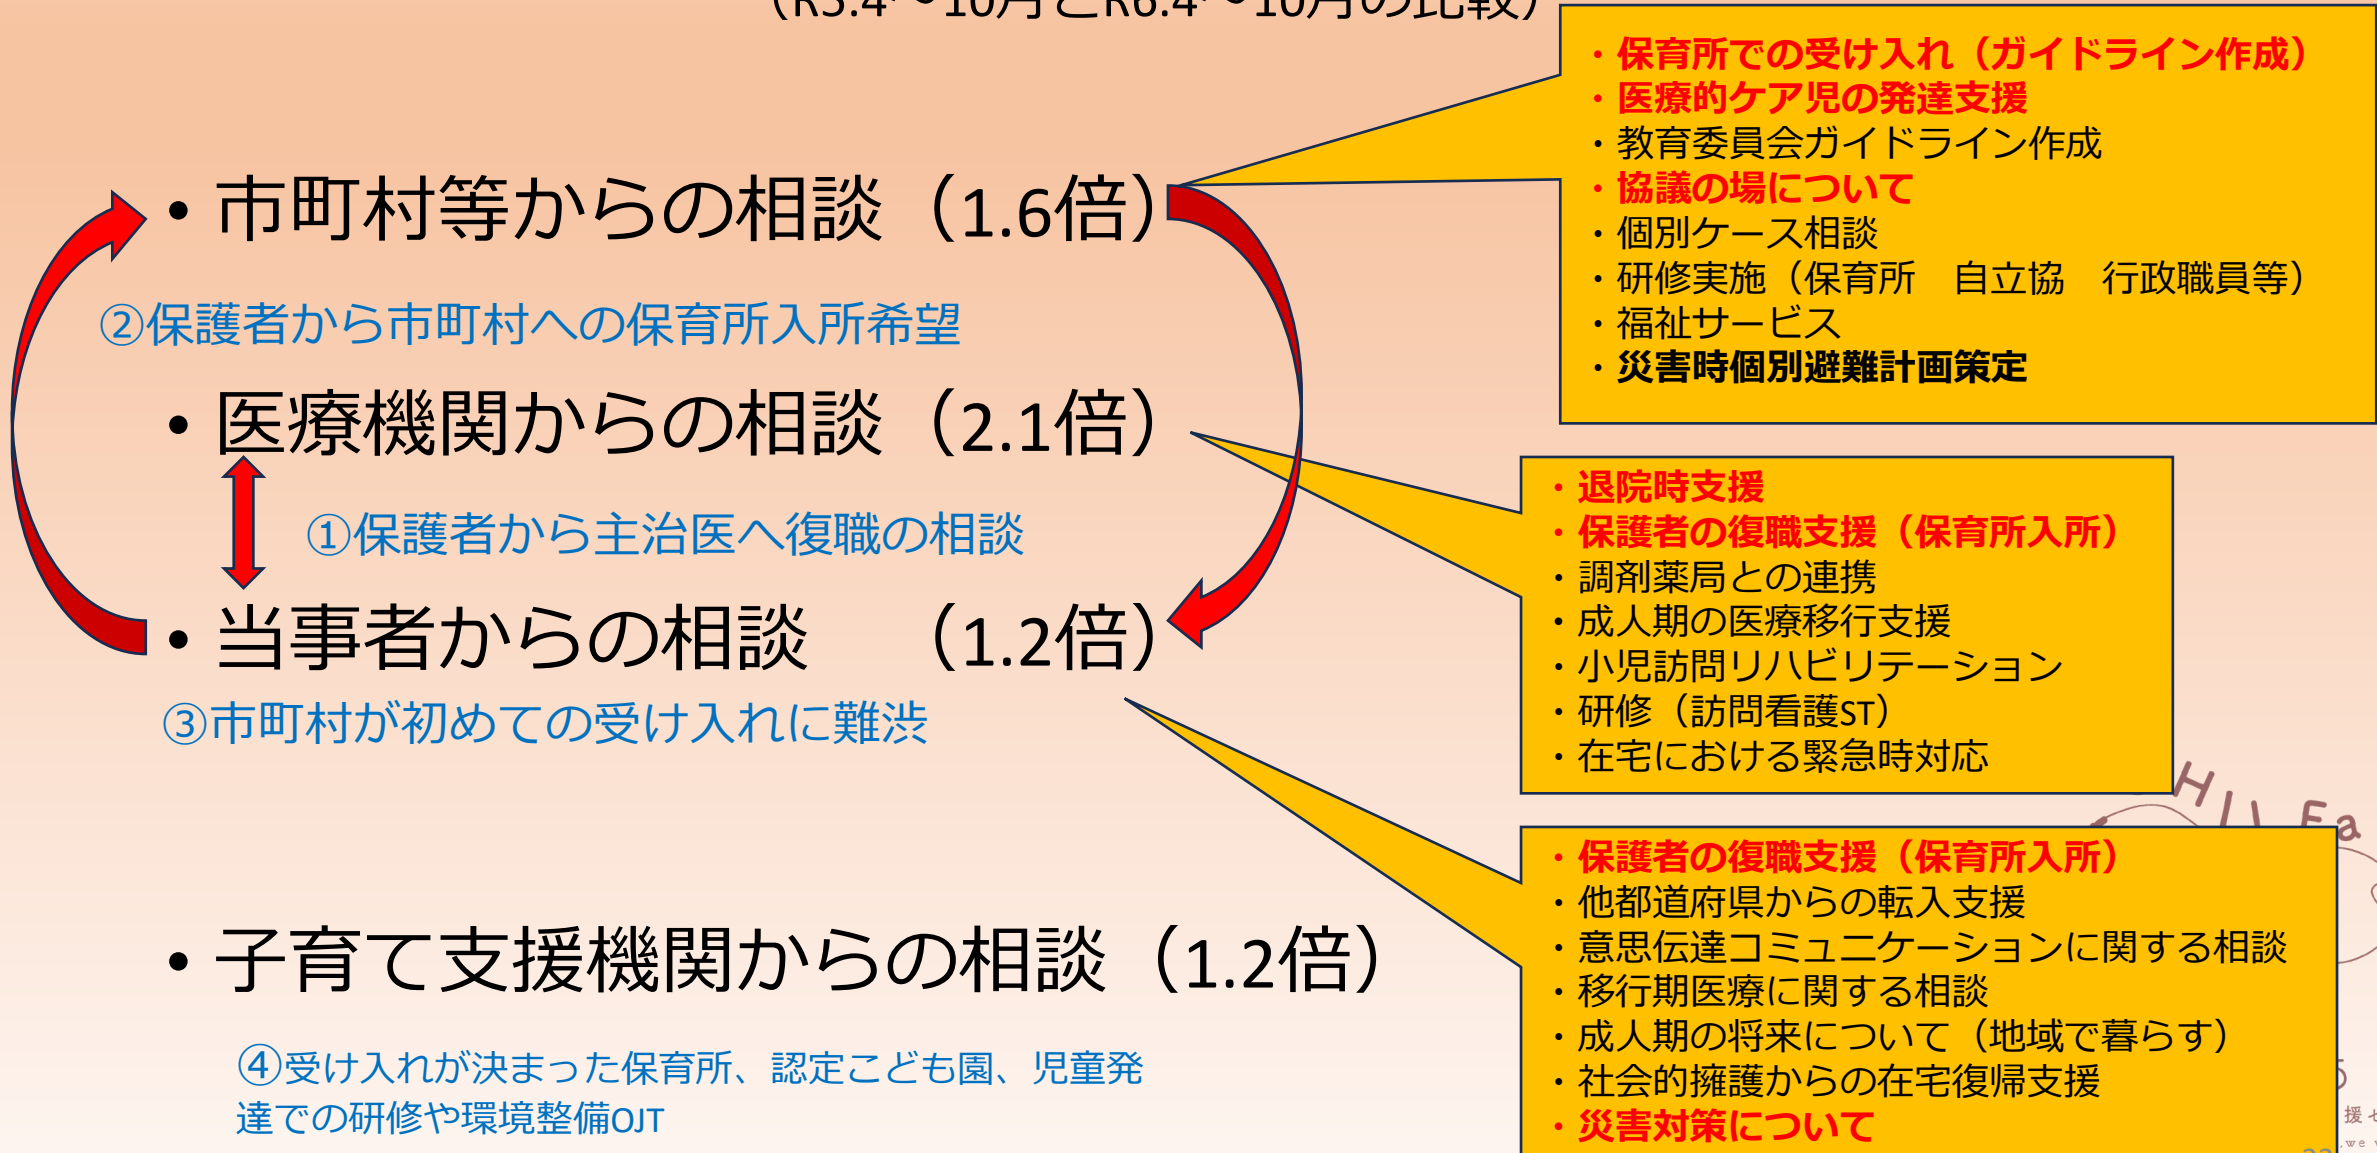 （R5.4～10月とR6.4～10月の比較）
・保育所での受け入れ（ガイドライン作成）
・医療的ケア児の発達支援
・教育委員会ガイドライン作成
・協議の場について
・個別ケース相談
・研修実施（保育所　自立協　行政職員等）
・福祉サービス
・災害時個別避難計画策定
• 市町村等からの相談（1.6倍）
②保護者から市町村への保育所入所希望
• 医療機関からの相談（2.1倍）
①保護者から主治医へ復職の相談
・退院時支援
・保護者の復職支援（保育所入所）
・調剤薬局との連携
・成人期の医療移行支援
・小児訪問リハビリテーション
・研修（訪問看護ST）
・在宅における緊急時対応
• 当事者からの相談　（1.2倍）
③市町村が初めての受け入れに難渋
・保護者の復職支援（保育所入所）
・他都道府県からの転入支援
・意思伝達コミュニケーションに関する相談
・移行期医療に関する相談
・成人期の将来について（地域で暮らす）
・社会的擁護からの在宅復帰支援
・災害対策について
• 子育て支援機関からの相談（1.2倍）
④受け入れが決まった保育所、認定こども園、児童発
達での研修や環境整備OJT